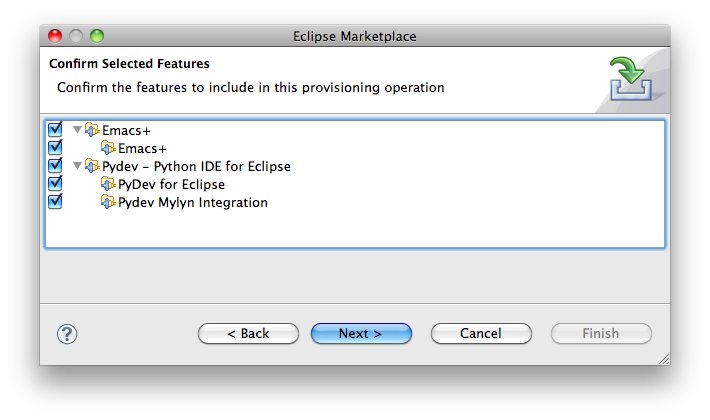 Eclipse Marketplace
Confirm Selected Features
Confirm the features to include in this provisioning operation
Emacs+
Emacs+
Pydev - Python IDE for Eclipse
PyDev for Eclipse
Pydev Mylyn Integration
?
< Back
Next >
Cancel
Finish